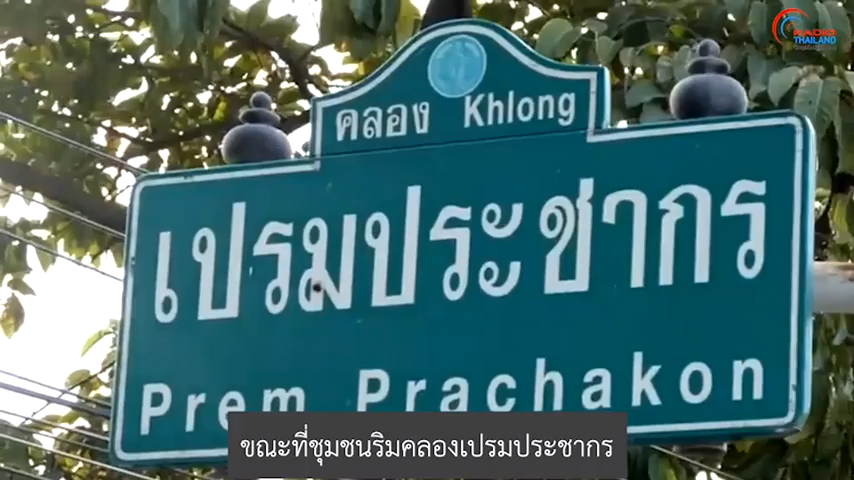 RADIO
THAILAND
คลอง Khlong
เปรมประชากร
Prem Prachakon
ขณะที่ชุมชนริมคลองเปรมประชากร